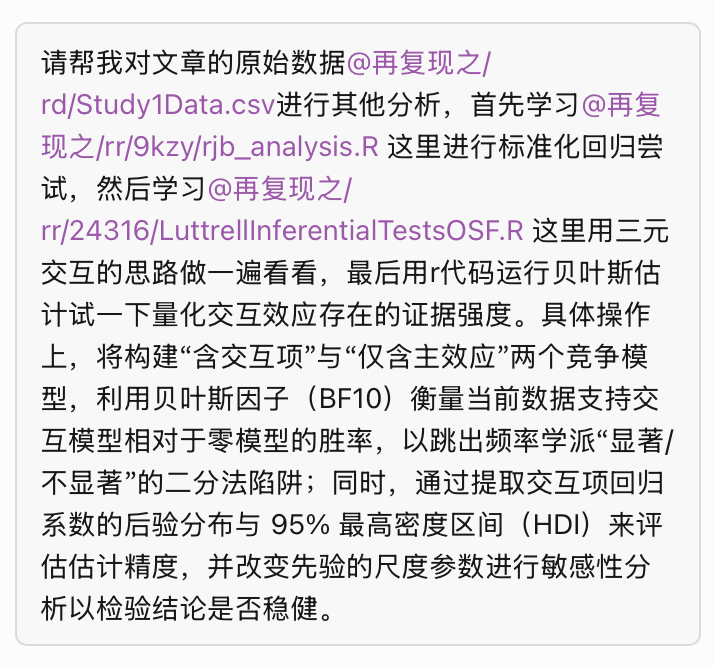 请帮我对文章的原始数据@再复现之/
rd/Study1Data.csv进行其他分析，首先学习@再复
现之/rr/9kzy/rjb_analysis.R 这里进行标准化回归尝
试，然后学习@再复现之/
rr/24316/LuttrellInferentialTestsOSF.R 这里用三元
交互的思路做一遍看看，最后用r代码运行贝叶斯估
计试一下量化交互效应存在的证据强度。具体操作
上，将构建“含交互项”与“仅含主效应”两个竞争模
型，利用贝叶斯因子（BF10）衡量当前数据支持交
互模型相对于零模型的胜率，以跳出频率学派“显著/
不显著”的二分法陷阱；同时，通过提取交互项回归
系数的后验分布与 95% 最高密度区间（HDI）来评
估估计精度，并改变先验的尺度参数进行敏感性分
析以检验结论是否稳健。